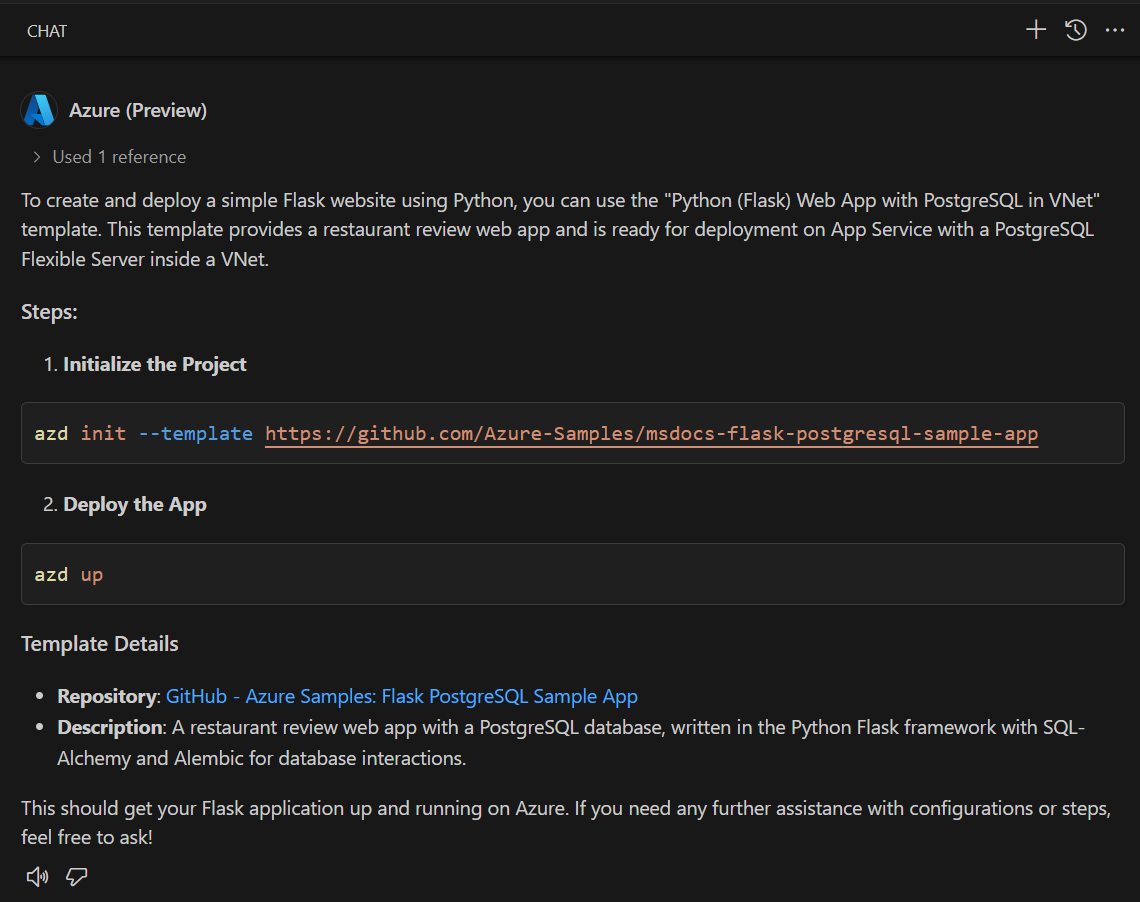 CHAT
Azure (Preview)
Used 1 reference
To create and deploy a simple Flask website using Python, you can use the "Python (Flask) Web App with PostgreSQL in VNet"
template. This template provides a restaurant review web app and is ready for deployment on App Service with a PostgreSQL
Flexible Server inside a VNet.
Steps:
1. Initialize the Project
azd init --template https://github.com/Azure-Samples/msdocs-flask-postgresql-sample-app
2. Deploy the App
azd up
Template Details
• Repository: GitHub - Azure Samples: Flask PostgreSQL Sample App
• Description: A restaurant review web app with a PostgreSQL database, written in the Python Flask framework with SQL-
Alchemy and Alembic for database interactions.
This should get your Flask application up and running on Azure. If you need any further assistance with configurations or steps,
feel free to ask!